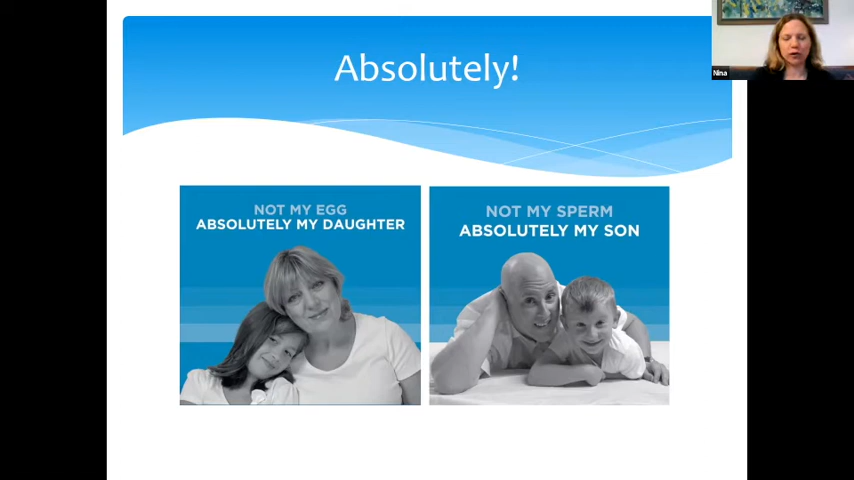 Absolutely!
Nina
NOT MY EGG
ABSOLUTELY MY DAUGHTER
NOT MY SPERM
ABSOLUTELY MY SON